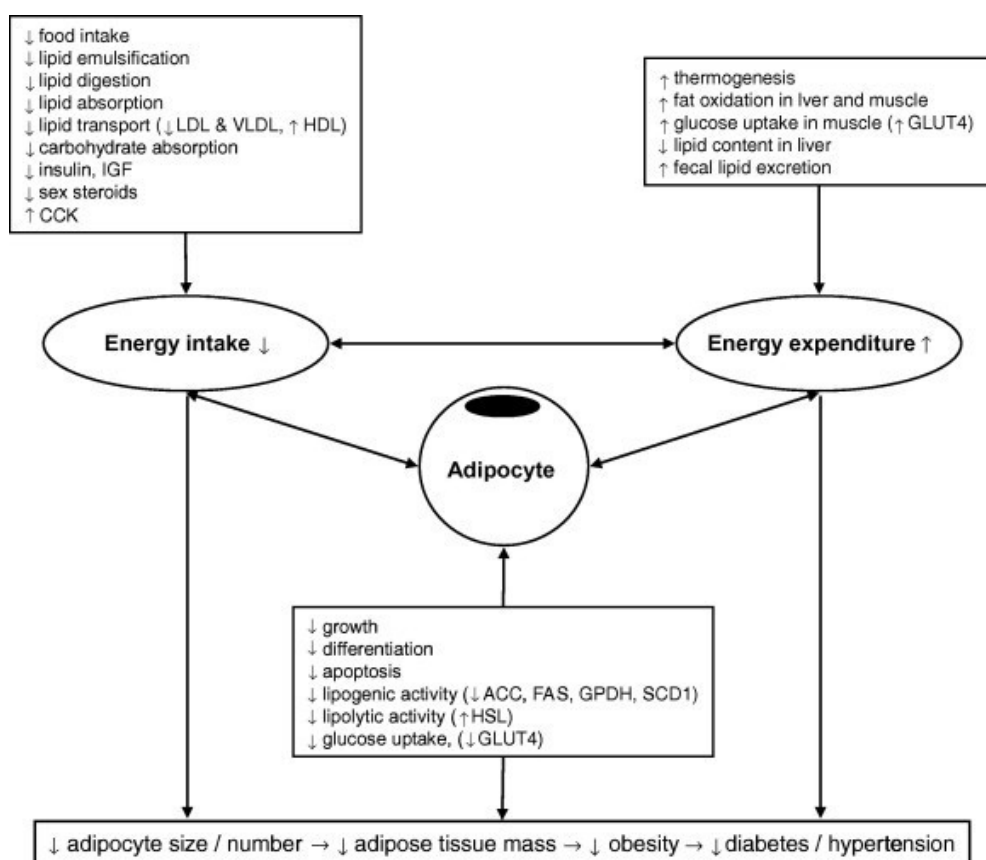 ↓ food intake
↓ lipid emulsification
↓ lipid digestion
↓ lipid absorption
↓ lipid transport (↓LDL & VLDL, ↑ HDL)
↓ carbohydrate absorption
↓ insulin, IGF
↓ sex steroids
↑ CCK
↑ thermogenesis
↑ fat oxidation in liver and muscle
↑ glucose uptake in muscle (↑ GLUT4)
↓ lipid content in liver
↑ fecal lipid excretion
Energy intake ↓
Energy expenditure ↑
Adipocyte
↓ growth
↓ differentiation
↓ apoptosis
↓ lipogenic activity (↓ACC, FAS, GPDH, SCD1)
↓ lipolytic activity (↑HSL)
↓ glucose uptake, (↓GLUT4)
↓ adipocyte size / number → ↓ adipose tissue mass → ↓ obesity → ↓diabetes / hypertension